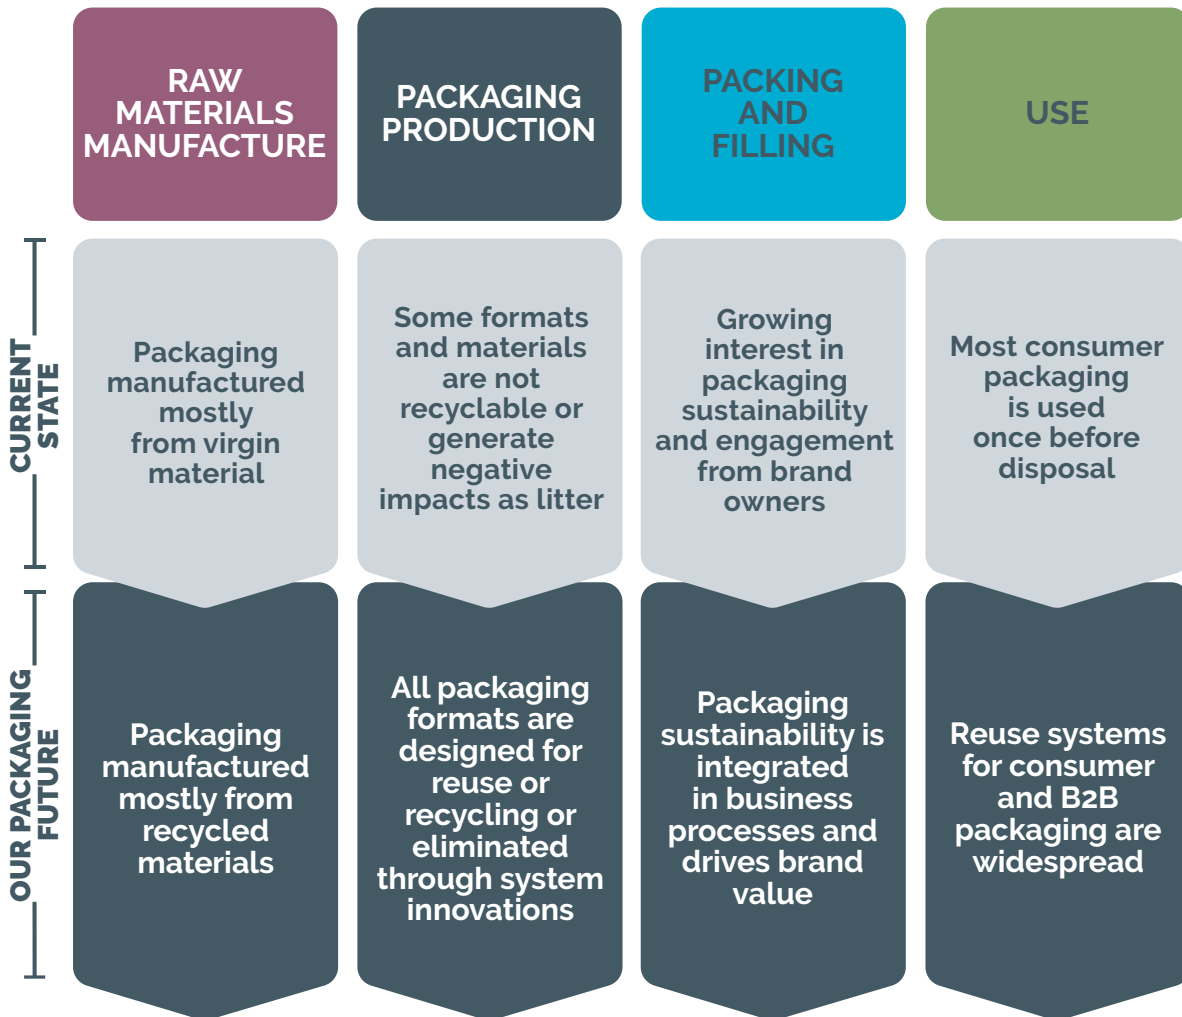 RAW
MATERIALS
MANUFACTURE
PACKAGING
PRODUCTION
PACKING
AND
FILLING
USE
CURRENT
STATE
Packaging
manufactured
mostly
from virgin
material
Some formats
and materials
are not
recyclable or
generate
negative
impacts as litter
Growing
interest in
packaging
sustainability
and engagement
from brand
owners
Most consumer
packaging
is used
once before
disposal
OUR PACKAGING
FUTURE
Packaging
manufactured
mostly from
recycled
materials
All packaging
formats are
designed for
reuse or
recycling or
eliminated
through system
innovations
Packaging
sustainability is
integrated
in business
processes and
drives brand
value
Reuse systems
for consumer
and B2B
packaging are
widespread